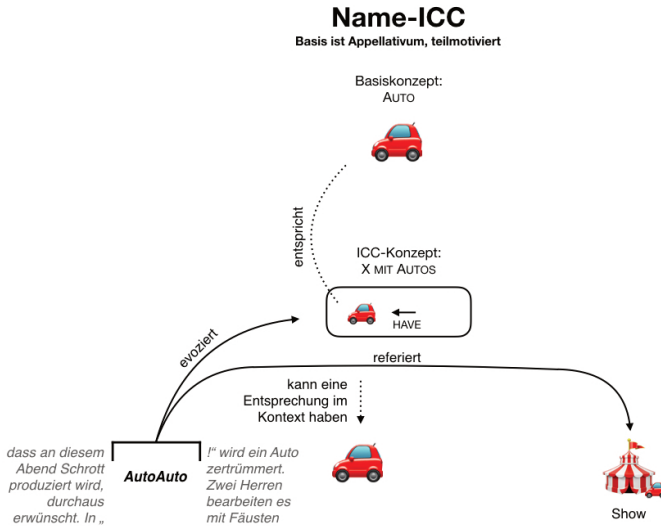 Name-ICC
Basis ist Appellativum, teilmotiviert
Basiskonzept:
AUTO
entspricht
ICC-Konzept:
X MIT AUTOS
HAVE
evoziert
referiert
kann eine
Entsprechung im
Kontext haben
dass an diesem
Abend Schrott
produziert wird,
durchaus
erwünscht. In „
AutoAuto
!“ wird ein Auto
zertrümmert.
Zwei Herren
bearbeiten es
mit Fäusten
Show